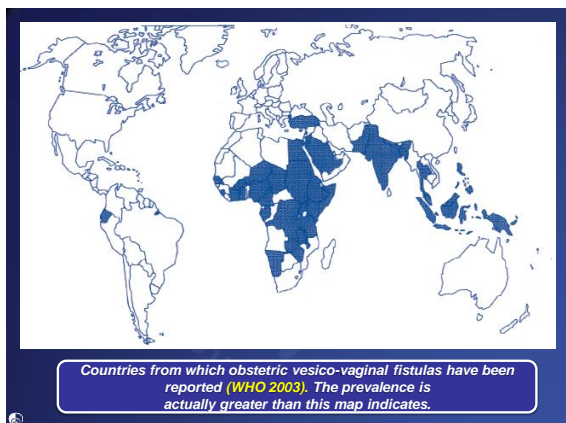 Countries from which obstetric vesico-vaginal fistulas have been
reported (WHO 2003). The prevalence is
actually greater than this map indicates.